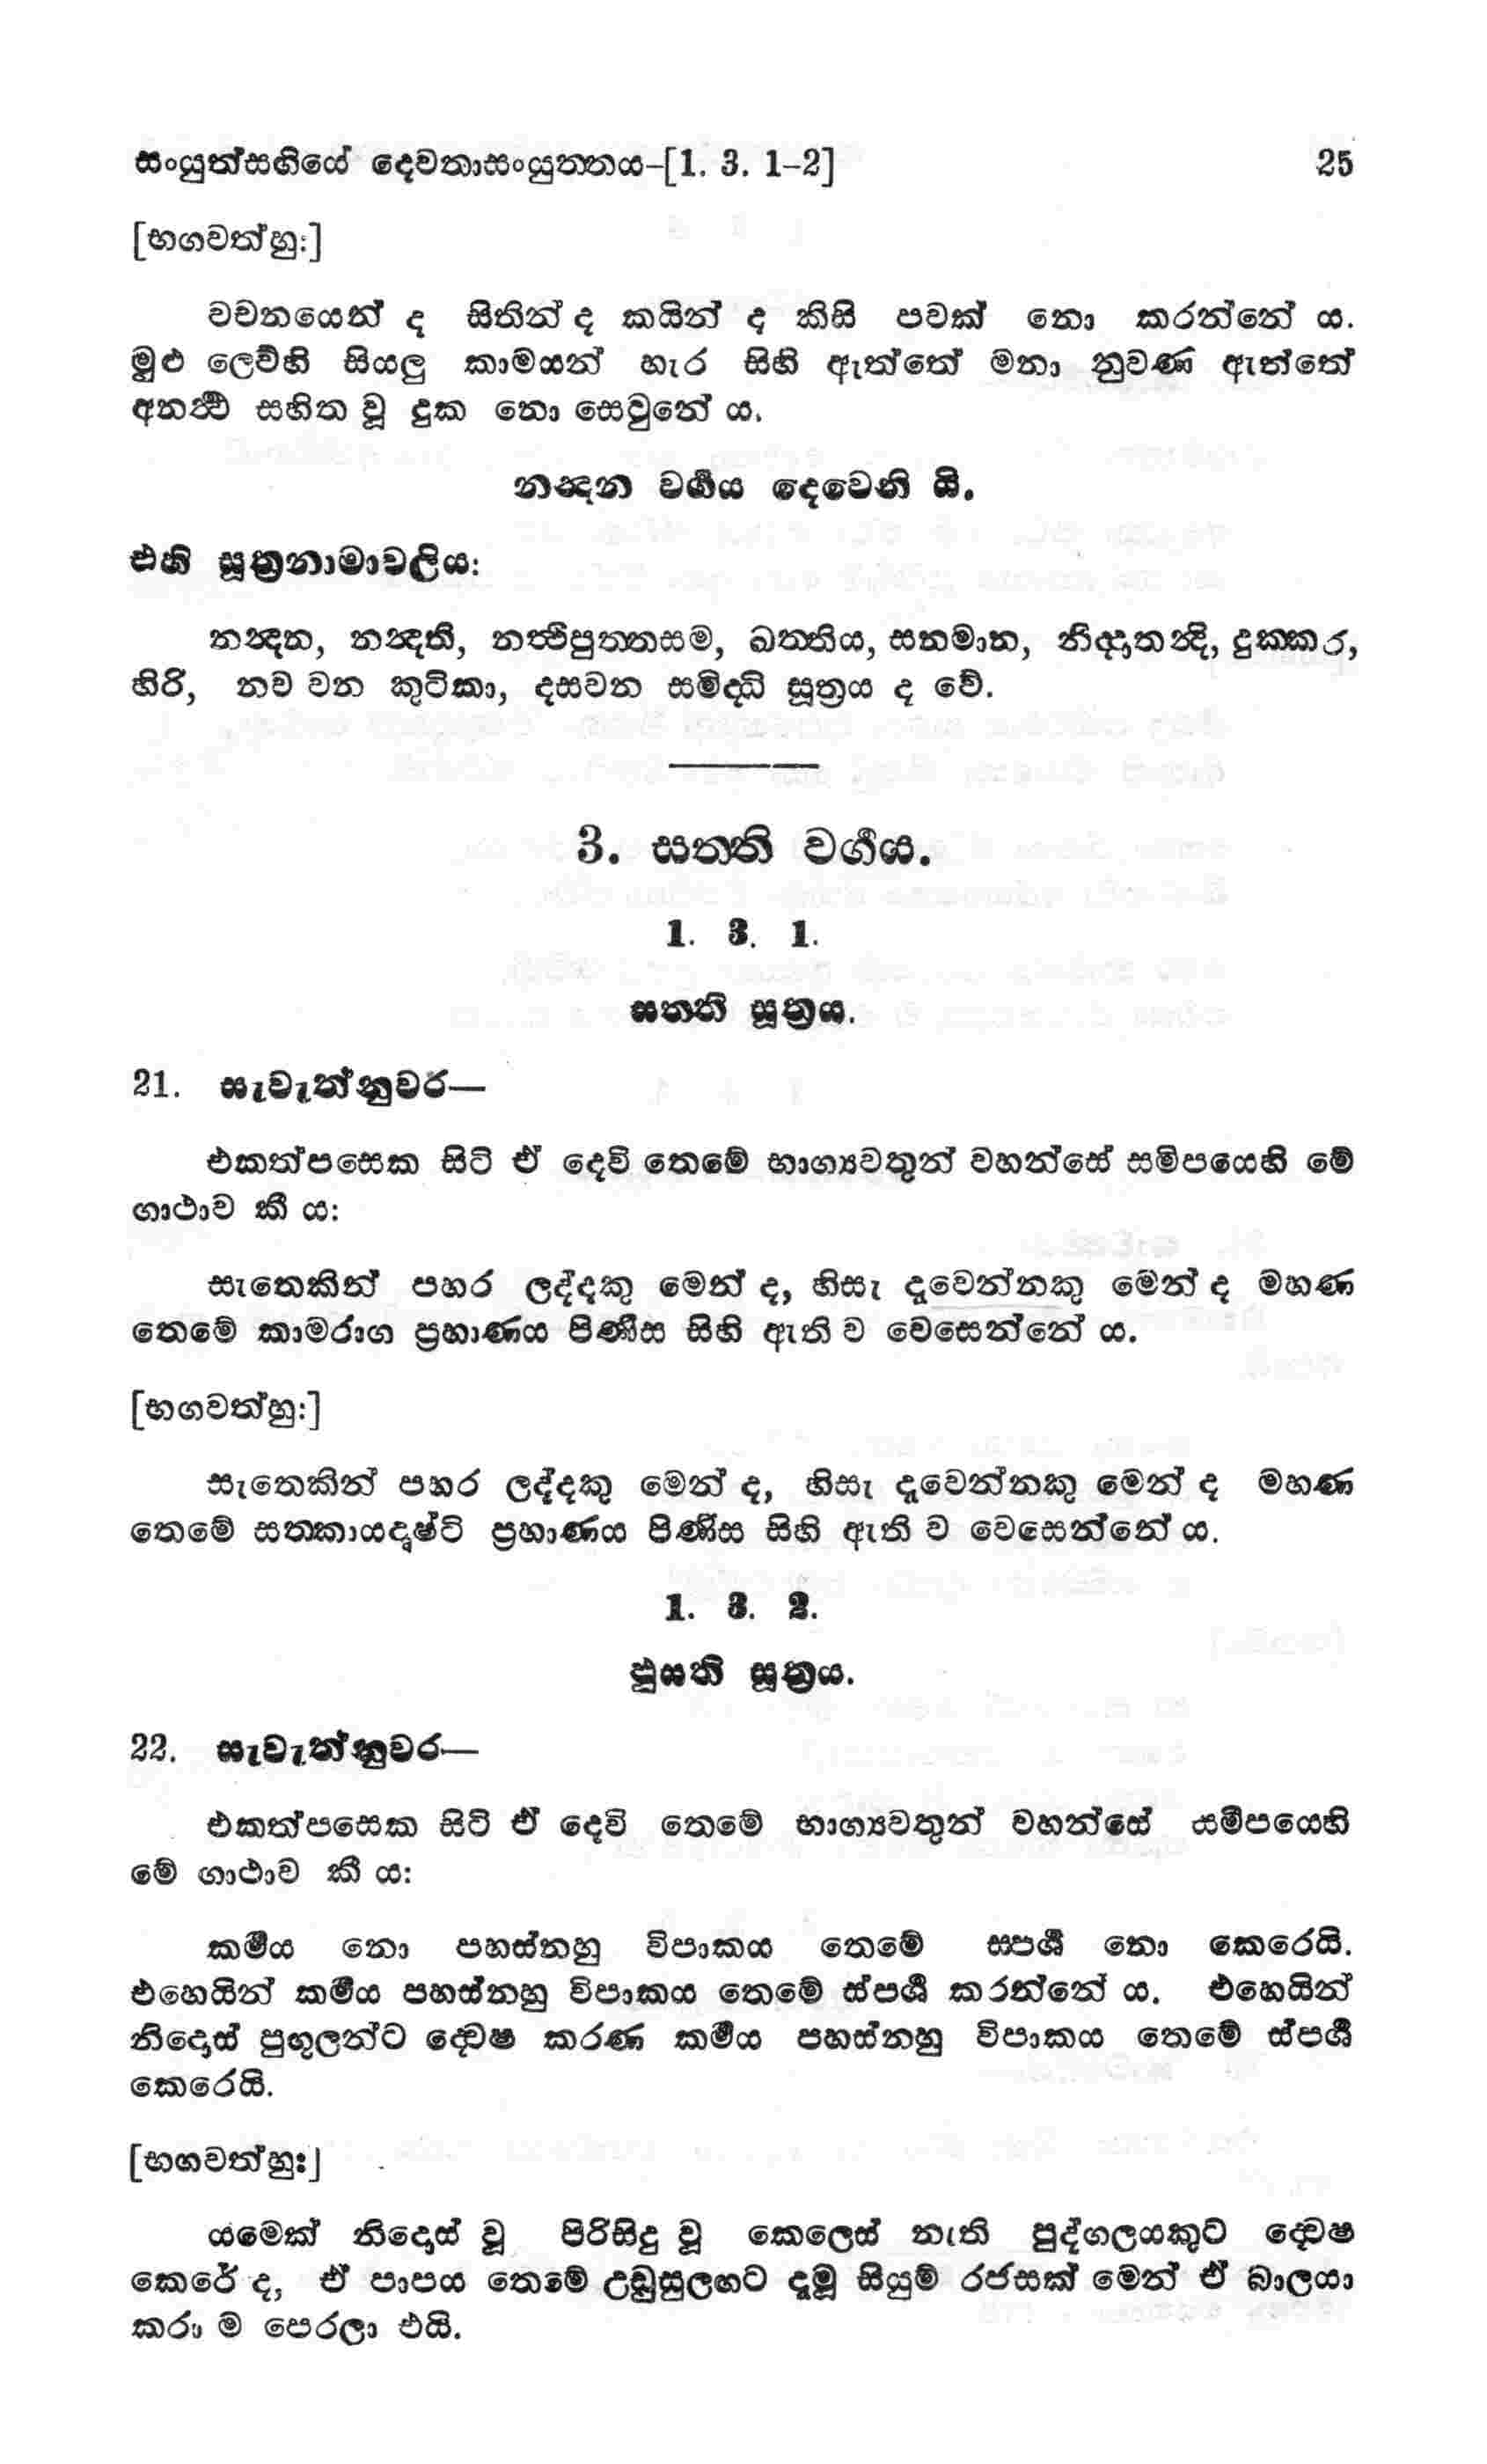 සංයුත්සඟියේ දෙවතාසංයුත්තය–[1. 3. 1–2] 25
[භගවත්හු:]
වචනයෙන් ද සිතින් ද කයින් ද කිසි පවක් නො කරන්නේ ය.
මුළු ලෙව්හි සියලු කාමයන් හැර සිහි ඇත්තේ මනා නුවණ ඇත්තේ
අනර්‍ත්‍ථ සහිත වූ දුක නො සෙවුනේ ය.
නන්‍දන වර්‍ගය දෙවෙනි යි.
එහි සූත්‍රනාමාවලිය:
නන්‍දන, නන්‍දති, නත්‍ථිපුත්තසම, ඛත්තිය, සනමාන, නිද්‍රාතන්‍දි, දුක්කර,
හිරි, නව වන කුටිකා, දසවන සමිද්ධි සූත්‍රය ද වේ.
3. සත්ති වර්‍ගය.
1. 3. 1.
සත්ති සූත්‍රය.
21. සැවැත්නුවර—
එකත්පසෙක සිටි ඒ දෙවි තෙමේ භාග්‍යවතුන් වහන්සේ සමීපයෙහි මේ
ගාථාව කී ය:
සැතෙකින් පහර ලද්දකු මෙන් ද, හිසැ දැවෙන්නකු මෙන් ද මහණ
තෙමේ කාමරාග ප්‍රහාණය පිණිස සිහි ඇති ව වෙසෙන්නේ ය.
[භගවත්හු:]
සැතෙකින් පහර ලද්දකු මෙන් ද, හිසැ දැවෙන්නකු මෙන් ද මහණ
තෙමේ සත්කායදෘෂ්ටි ප්‍රහාණය පිණිස සිහි ඇති ව වෙසෙන්නේ ය.
1. 3. 2.
ඵුසති සූත්‍රය.
22. සැවැත්නුවර—
එකත්පසෙක සිටි ඒ දෙවි තෙමේ භාග්‍යවතුන් වහන්සේ සමීපයෙහි
මේ ගාථාව කී ය:
කර්‍මය නො පහස්නහු විපාකය තෙමේ ස්පර්‍ශ නො කෙරෙයි.
එහෙයින් කර්‍මය පහස්නහු විපාකය තෙමේ ස්පර්‍ශ කරන්නේ ය. එහෙයින්
නිදොස් පුඟුලන්ට ද්වෙෂ කරණ කර්‍මය පහස්නහු විපාකය තෙමේ ස්පර්‍ශ
කෙරෙයි.
[භගවත්හු:]
යමෙක් නිදොස් වූ පිරිසිදු වූ කෙලෙස් නැති පුද්ගලයකුට ද්වෙෂ
කෙරේ ද, ඒ පාපය තෙමේ උඩුසුලඟට දැමූ සියුම් රජසක් මෙන් ඒ බාලයා
කරා ම පෙරලා එයි.